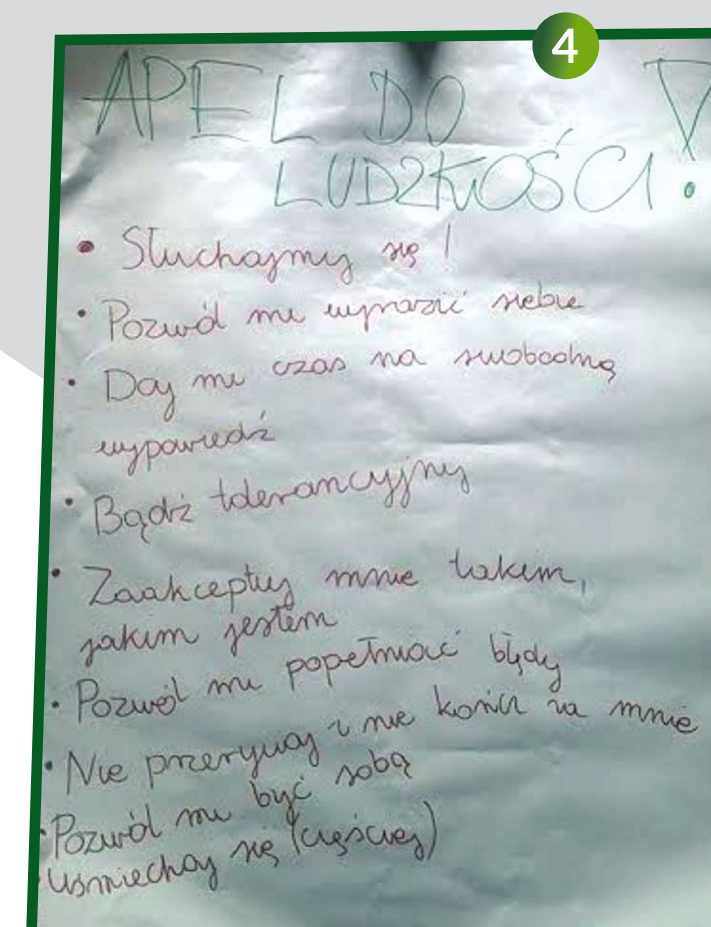 4
APEL DO
LUDZKOŚCI!
• Słuchajmy się!
• Pozwól mi wyrazić siebie
• Daj mi czas na swobodną
wypowiedź
• Bądź tolerancyjny
• Zaakceptuj mnie takim,
jakim jestem
• Pozwól mi popełniać błędy
• Nie przerywaj i nie kończ za mnie
• Pozwól mi być sobą
• Uśmiechaj się (częściej)